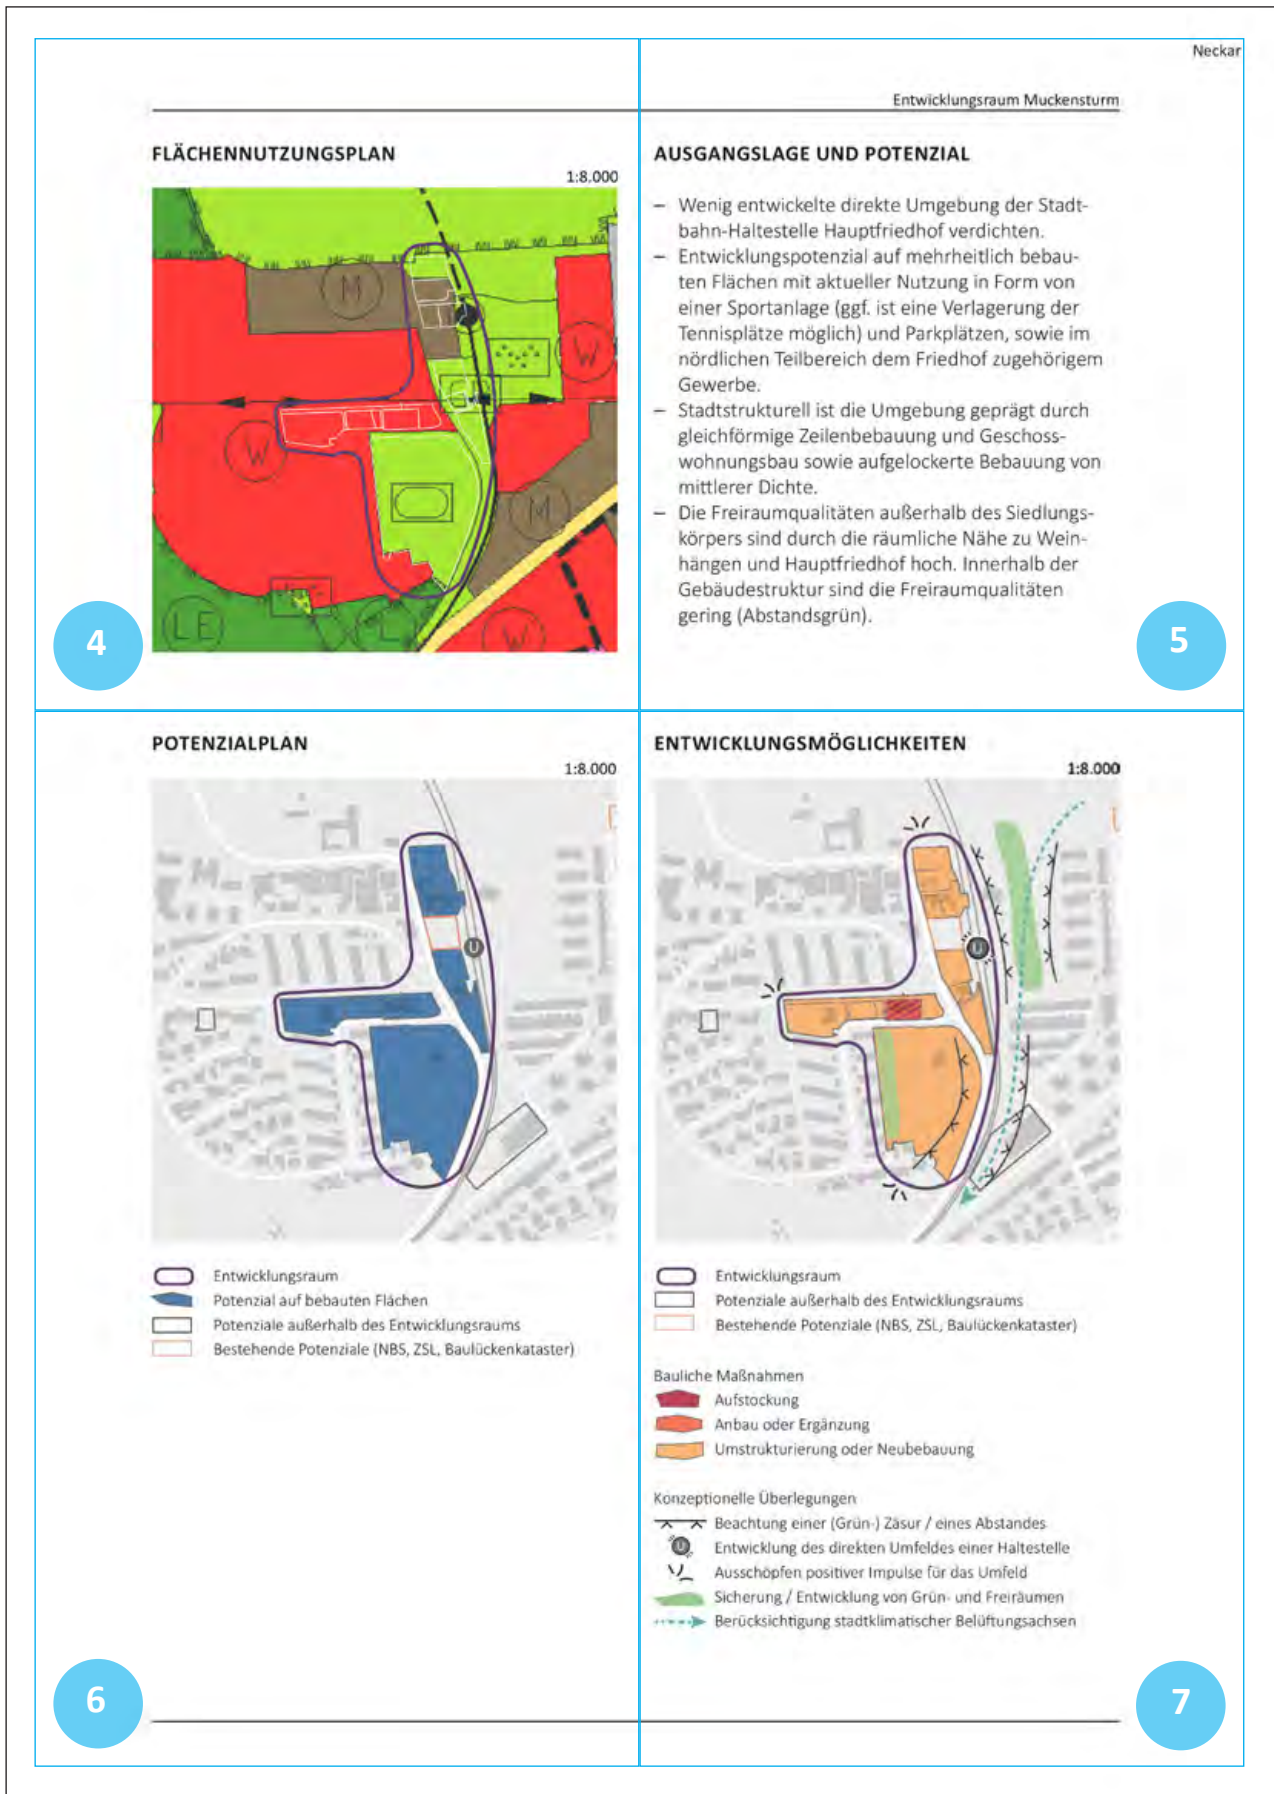 Neckar
Entwicklungsraum Muckensturm
FLÄCHENNUTZUNGSPLAN
1:8.000
M
W
W
M
LE
L
W
4
AUSGANGSLAGE UND POTENZIAL
– Wenig entwickelte direkte Umgebung der Stadt-
bahn-Haltestelle Hauptfriedhof verdichten.
– Entwicklungspotenzial auf mehrheitlich bebau-
ten Flächen mit aktueller Nutzung in Form von
einer Sportanlage (ggf. ist eine Verlagerung der
Tennisplätze möglich) und Parkplätzen, sowie im
nördlichen Teilbereich dem Friedhof zugehörigem
Gewerbe.
– Stadtstrukturell ist die Umgebung geprägt durch
gleichförmige Zeilenbebauung und Geschoss-
wohnungsbau sowie aufgelockerte Bebauung von
mittlerer Dichte.
– Die Freiraumqualitäten außerhalb des Siedlungs-
körpers sind durch die räumliche Nähe zu Wein-
hängen und Hauptfriedhof hoch. Innerhalb der
Gebäudestruktur sind die Freiraumqualitäten
gering (Abstandsgrün).
5
POTENZIALPLAN
1:8.000
U
Entwicklungsraum
Potenzial auf bebauten Flächen
Potenziale außerhalb des Entwicklungsraums
Bestehende Potenziale (NBS, ZSL, Baulückenkataster)
6
ENTWICKLUNGSMÖGLICHKEITEN
1:8.000
U
Entwicklungsraum
Potenziale außerhalb des Entwicklungsraums
Bestehende Potenziale (NBS, ZSL, Baulückenkataster)
Bauliche Maßnahmen
Aufstockung
Anbau oder Ergänzung
Umstrukturierung oder Neubebauung
Konzeptionelle Überlegungen
Beachtung einer (Grün-) Zäsur / eines Abstandes
U Entwicklung des direkten Umfeldes einer Haltestelle
Ausschöpfen positiver Impulse für das Umfeld
Sicherung / Entwicklung von Grün- und Freiräumen
Berücksichtigung stadtklimatischer Belüftungsachsen
7